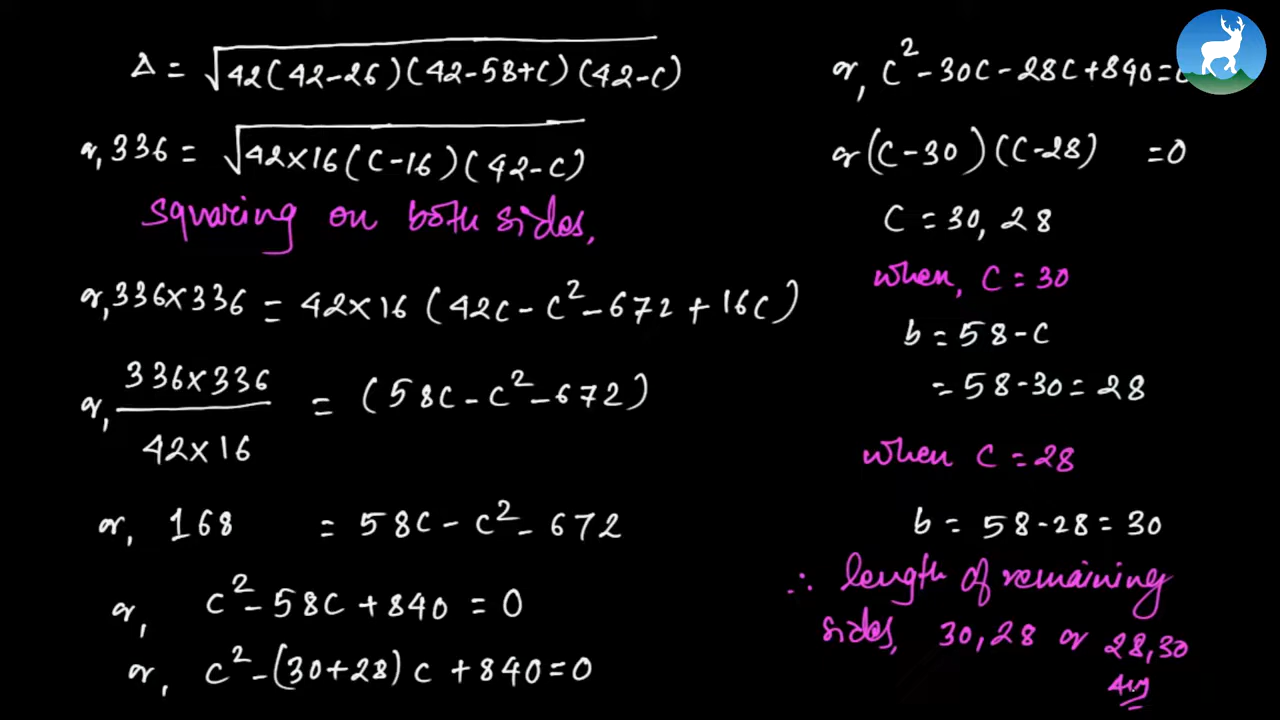 Δ = √42(42-26)(42-58+c)(42-c)
or, 336 = √42×16(c-16)(42-c)
squaring on both sides,
or, 336×336 = 42×16(42c-c²-672+16c)
or, 336×336/42×16 = (58c-c²-672)
or, 168 = 58c-c²-672
or, c²-58c+840=0
or, c²-(30+28)c+840=0
or, c²-30c-28c+840=0
or (c-30)(c-28) =0
c = 30, 28
when, c = 30
b = 58-c
= 58-30=28
when c = 28
b = 58-28=30
∴ length of remaining
sides, 30,28 or 28,30
Ans